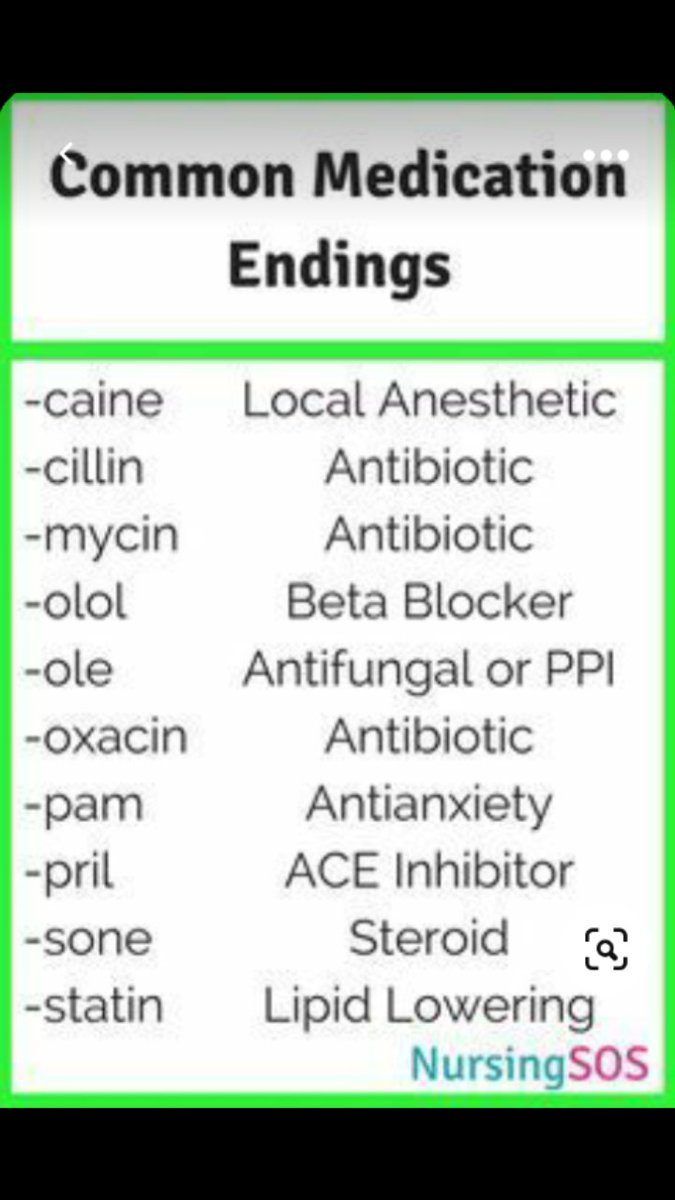 Common Medication
Endings
-caine Local Anesthetic
-cillin Antibiotic
-mycin Antibiotic
-olol Beta Blocker
-ole Antifungal or PPI
-oxacin Antibiotic
-pam Antianxiety
-pril ACE Inhibitor
-sone Steroid
-statin Lipid Lowering
NursingSOS